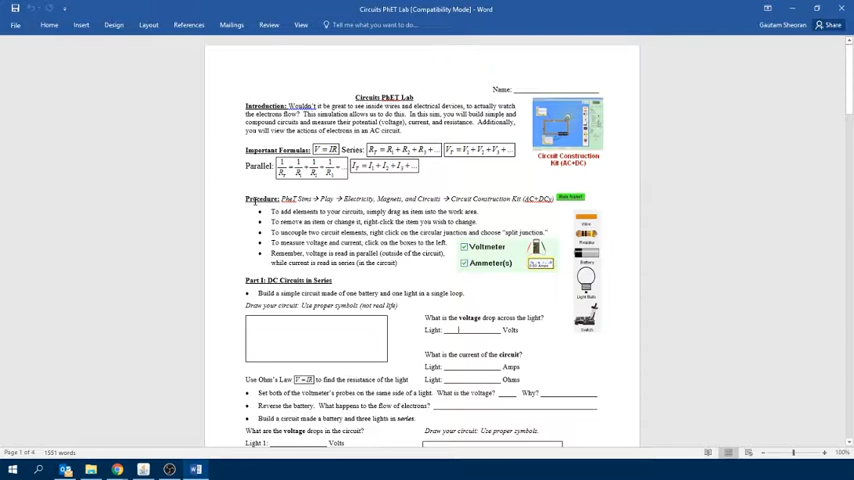 Circuits PhET Lab [Compatibility Mode] - Word
Gautam Sheoran
File Home Insert Design Layout References Mailings Review View Tell me what you want to do... Share
Name:
Circuits PhET Lab
Introduction: Wouldn't it be great to see inside wires and electrical devices, to actually watch
the electrons flow? This simulation allows us to do this. In this sim, you will build simple and
compound circuits and measure their potential (voltage), current, and resistance. Additionally,
you will view the actions of electrons in an AC circuit.
Circuit Construction
Kit (AC+DC)
Important Formulas: V = IR Series: R_T = R_1 + R_2 + R_3 + ... V_T = V_1 + V_2 + V_3 + ...
Parallel: 1/R_T = 1/R_1 + 1/R_2 + 1/R_3 + ... I_T = I_1 + I_2 + I_3 + ...
Procedure: PheT Sims → Play → Electricity, Magnets, and Circuits → Circuit Construction Kit (AC+DC) Run Now!
• To add elements to your circuits, simply drag an item into the work area.
• To remove an item or change it, right-click the item you wish to change.
• To uncouple two circuit elements, right click on the circular junction and choose "split junction."
• To measure voltage and current, click on the boxes to the left.
• Remember, voltage is read in parallel (outside of the circuit),
while current is read in series (in the circuit)
Voltmeter
Ammeter(s)
Wire
Resistor
Battery
Light Bulb
Switch
Part I: DC Circuits in Series
• Build a simple circuit made of one battery and one light in a single loop.
Draw your circuit: Use proper symbols (not real life)
What is the voltage drop across the light?
Light: ____________ Volts
What is the current of the circuit?
Light: ____________ Amps
Use Ohm's Law V = IR to find the resistance of the light Light: ____________ Ohms
• Set both of the voltmeter's probes on the same side of a light. What is the voltage? ____ Why? ____________
• Reverse the battery. What happens to the flow of electrons? ____________
• Build a circuit made a battery and three lights in series.
What are the voltage drops in the circuit? Draw your circuit: Use proper symbols.
Light 1: ____________ Volts
Page 1 of 4 1551 words 100%